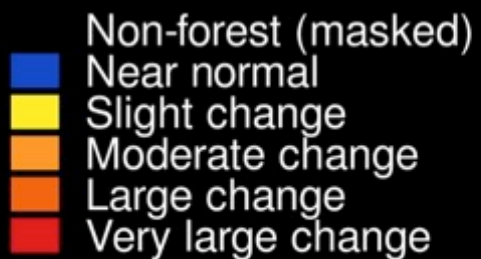 Non-forest (masked)
Near normal
Slight change
Moderate change
Large change
Very large change